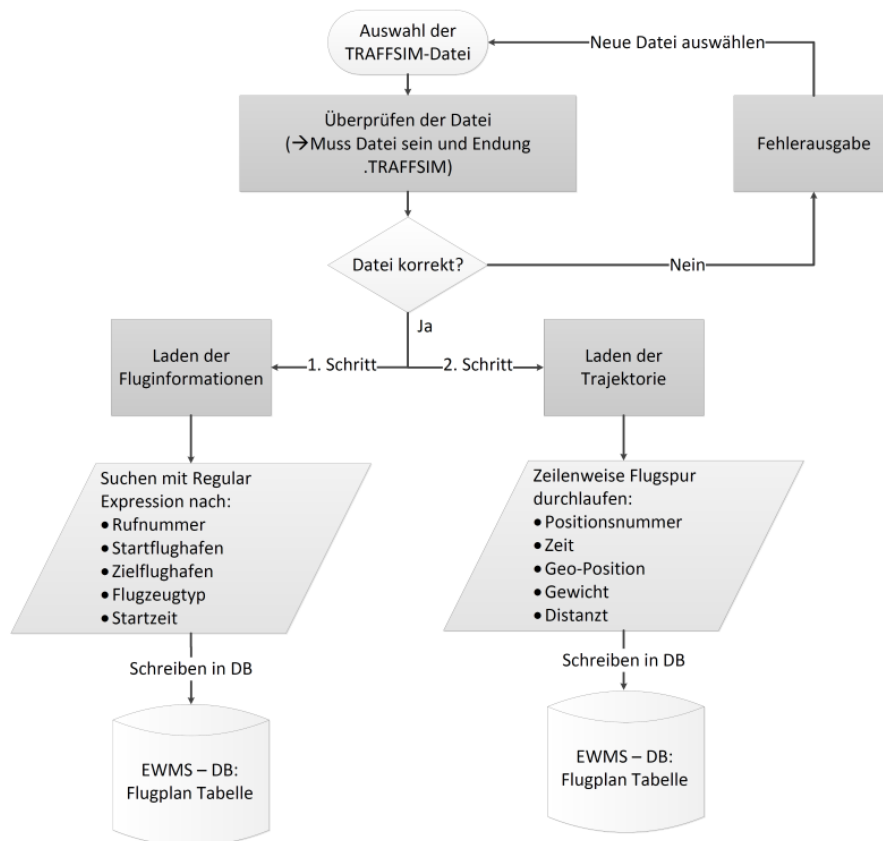 Auswahl der
TRAFFSIM-Datei
Neue Datei auswählen
Überprüfen der Datei
(→Muss Datei sein und Endung
.TRAFFSIM)
Fehlerausgabe
Datei korrekt?
Nein
Ja
Laden der
Fluginformationen
1. Schritt
2. Schritt
Laden der
Trajektorie
Suchen mit Regular
Expression nach:
• Rufnummer
• Startflughafen
• Zielflughafen
• Flugzeugtyp
• Startzeit
Zeilenweise Flugspur
durchlaufen:
• Positionsnummer
• Zeit
• Geo-Position
• Gewicht
• Distanzt
Schreiben in DB
Schreiben in DB
EWMS – DB:
Flugplan Tabelle
EWMS – DB:
Flugplan Tabelle